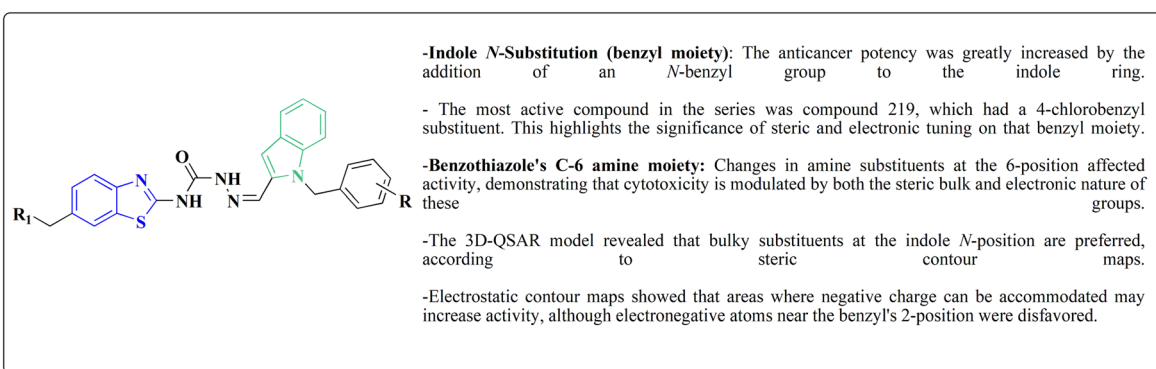 -Indole N-Substitution (benzyl moiety): The anticancer potency was greatly increased by the
addition of an N-benzyl group to the indole ring.
- The most active compound in the series was compound 219, which had a 4-chlorobenzyl
substituent. This highlights the significance of steric and electronic tuning on that benzyl moiety.
-Benzothiazole's C-6 amine moiety: Changes in amine substituents at the 6-position affected
activity, demonstrating that cytotoxicity is modulated by both the steric bulk and electronic nature of
these groups.
-The 3D-QSAR model revealed that bulky substituents at the indole N-position are preferred,
according to steric contour maps.
-Electrostatic contour maps showed that areas where negative charge can be accommodated may
increase activity, although electronegative atoms near the benzyl's 2-position were disfavored.
O
N
NH
N
NH
N
R
R1
S